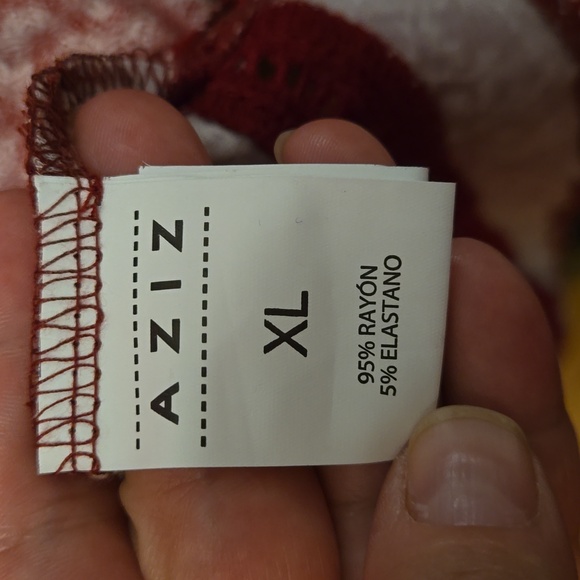 AZIZ
XL
95% RAYÓN
5% ELASTANO